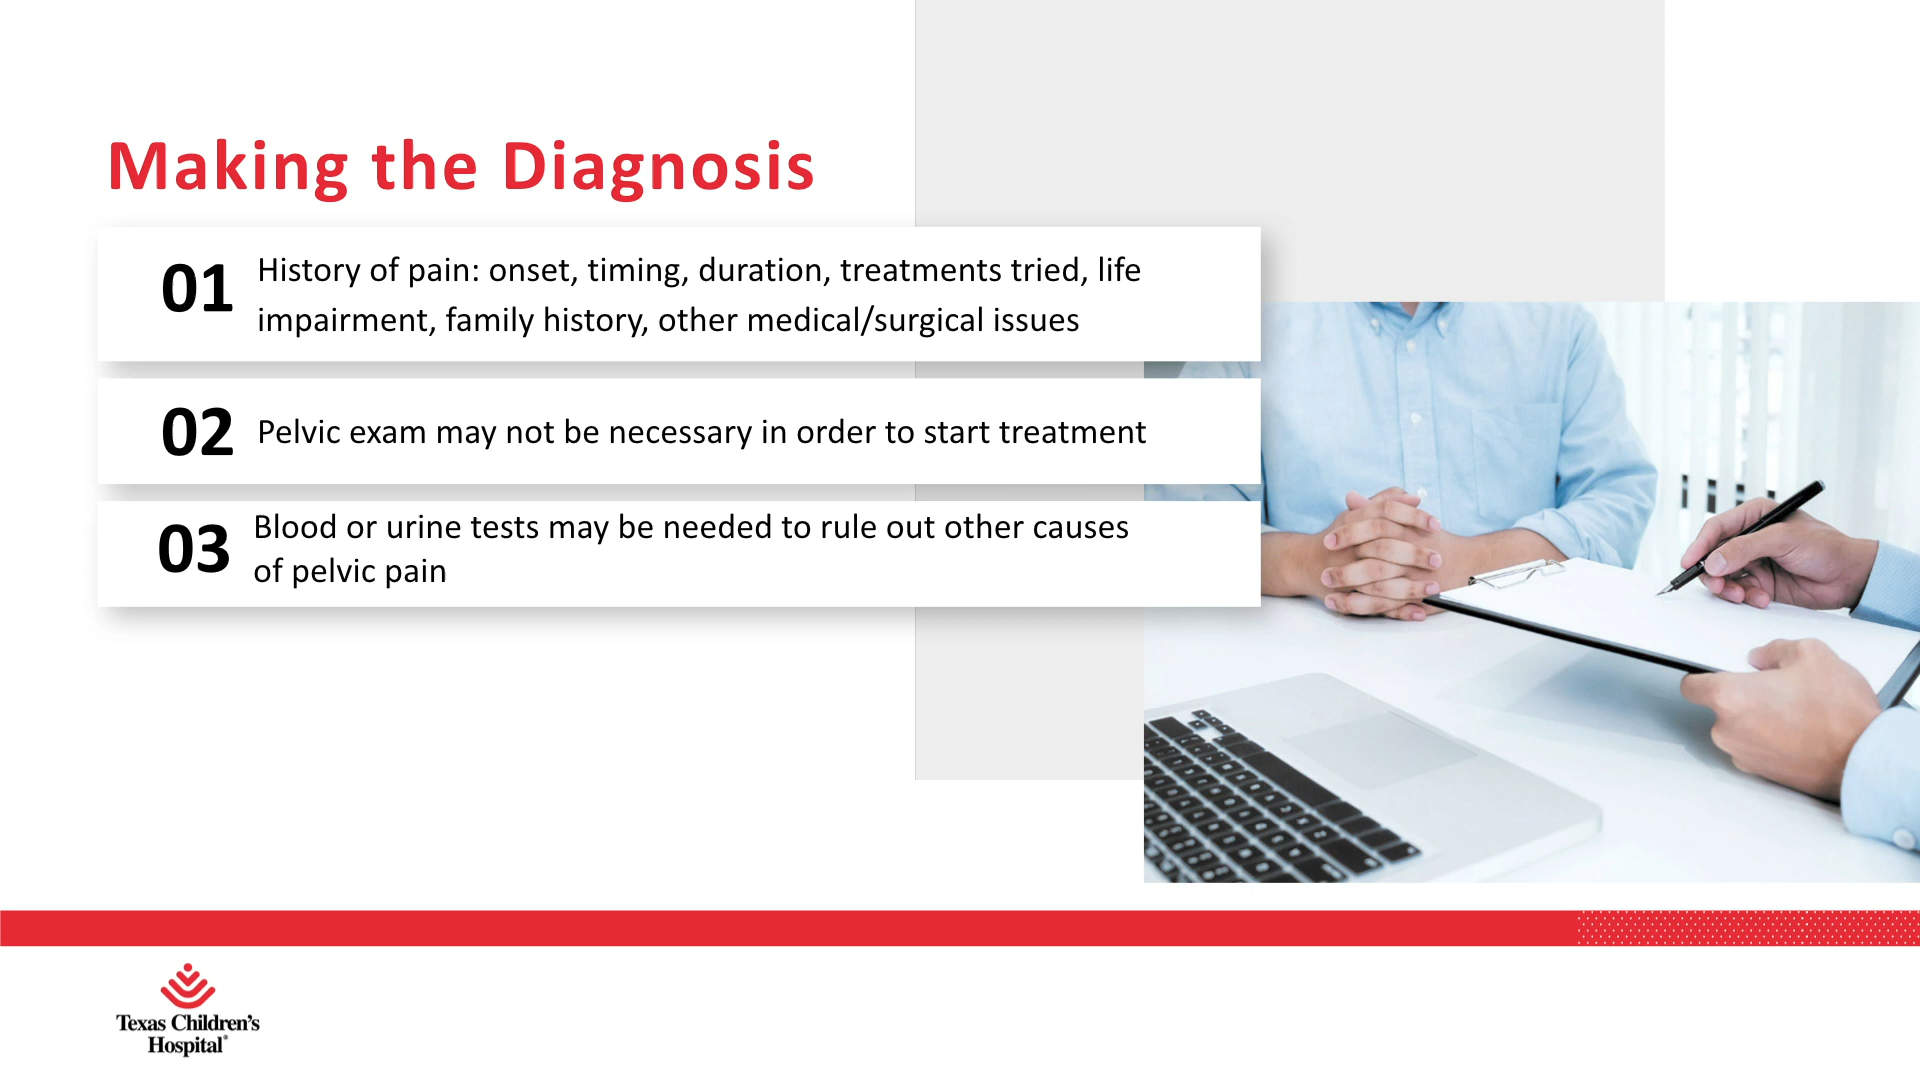 Making the Diagnosis
01
History of pain: onset, timing, duration, treatments tried, life
impairment, family history, other medical/surgical issues
02
Pelvic exam may not be necessary in order to start treatment
03
Blood or urine tests may be needed to rule out other causes
of pelvic pain
Texas Children's
Hospital®